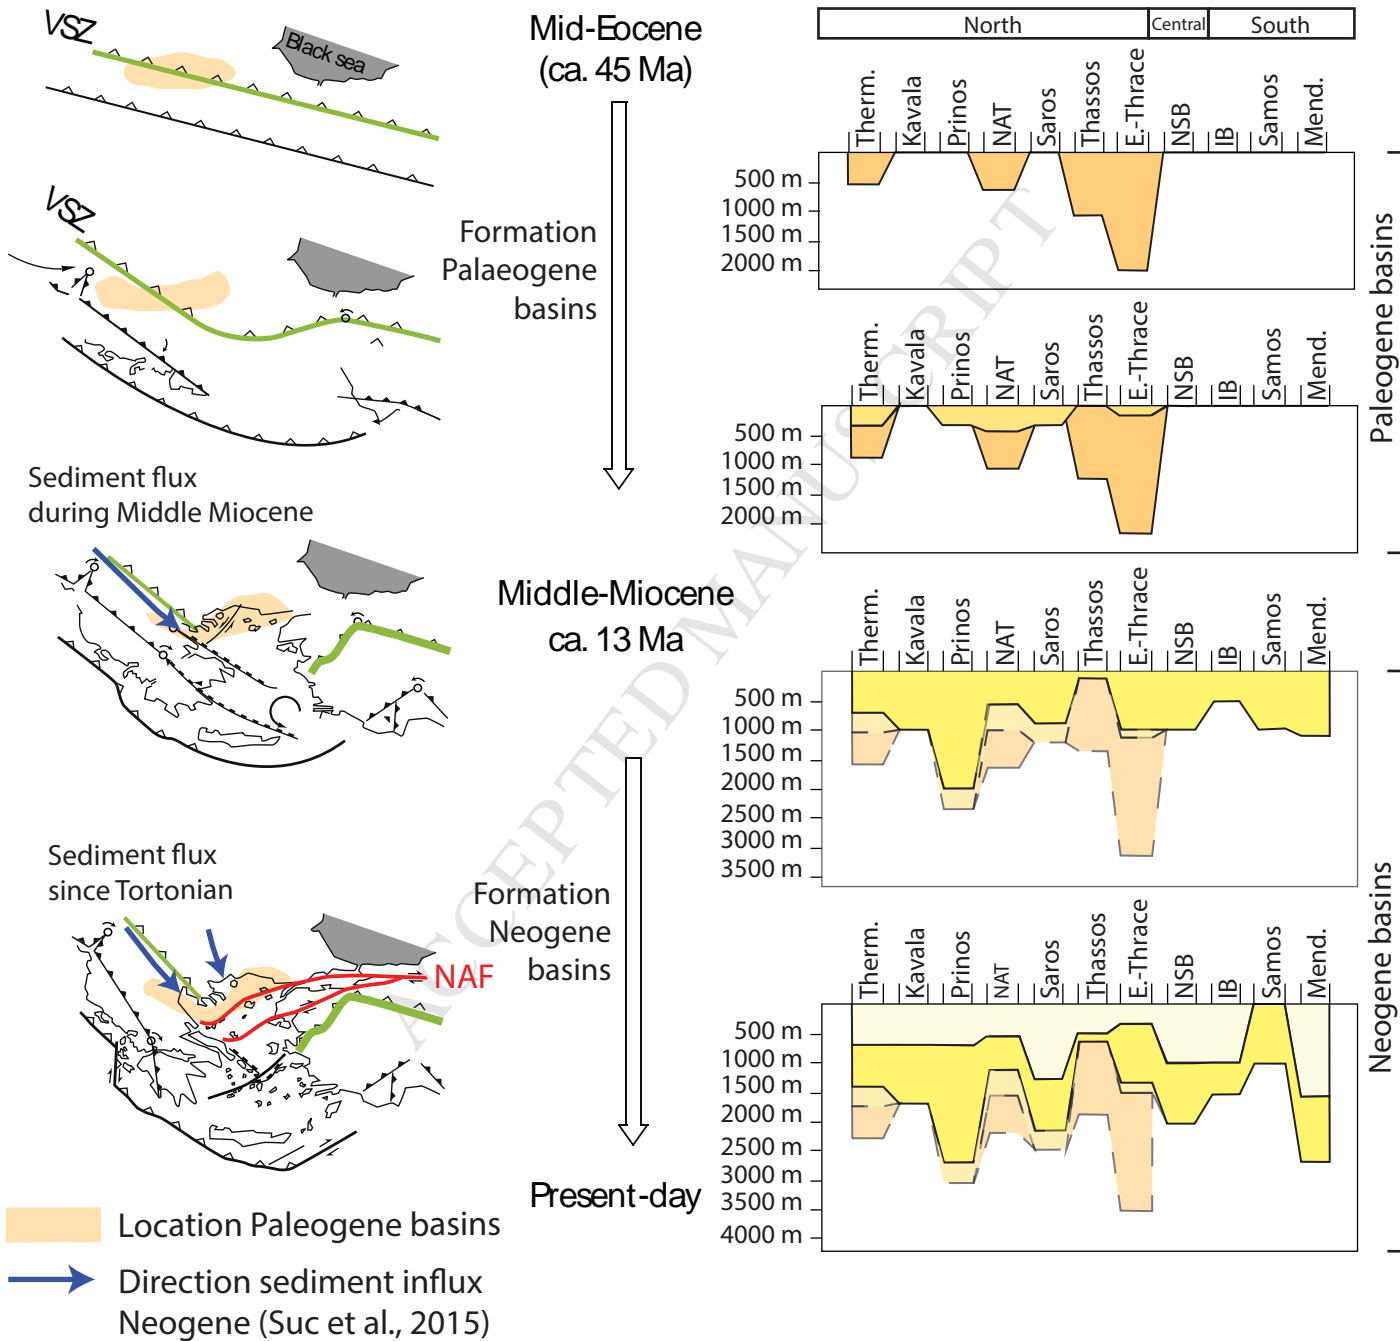 VSZ
Black sea
VSZ
Sediment flux
during Middle Miocene
Sediment flux
since Tortonian
NAF
Location Paleogene basins
Direction sediment influx
Neogene (Suc et al., 2015)
Mid-Eocene
(ca. 45 Ma)
Formation
Palaeogene
basins
Middle-Miocene
ca. 13 Ma
Formation
Neogene
basins
Present-day
North Central South
Therm. Kavala Prinos NAT Saros Thassos E.-Thrace NSB IB Samos Mend.
500 m
1000 m
1500 m
2000 m
Therm. Kavala Prinos NAT Saros Thassos E.-Thrace NSB IB Samos Mend.
500 m
1000 m
1500 m
2000 m
Paleogene basins
Therm. Kavala Prinos NAT Saros Thassos E.-Thrace NSB IB Samos Mend.
500 m
1000 m
1500 m
2000 m
2500 m
3000 m
3500 m
Therm. Kavala Prinos NAT Saros Thassos E.-Thrace NSB IB Samos Mend.
500 m
1000 m
1500 m
2000 m
2500 m
3000 m
3500 m
4000 m
Neogene basins
ACCEPTED MANUSCRIPT